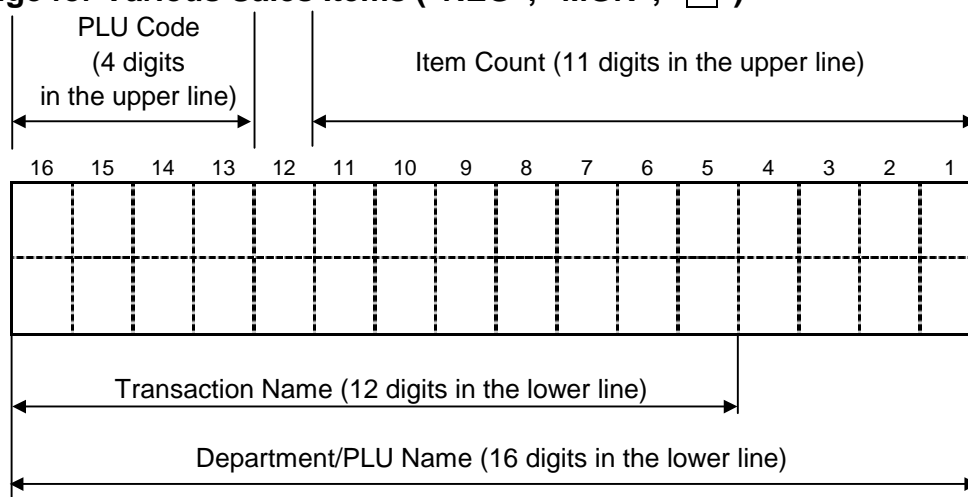 for Various Sales Items (
PLU Code
(4 digits
in the upper line)
Item Count (11 digits in the upper line)
16 15 14 13 12 11 10 9 8 7 6 5 4 3 2 1
Transaction Name (12 digits in the lower line)
Department/PLU Name (16 digits in the lower line)